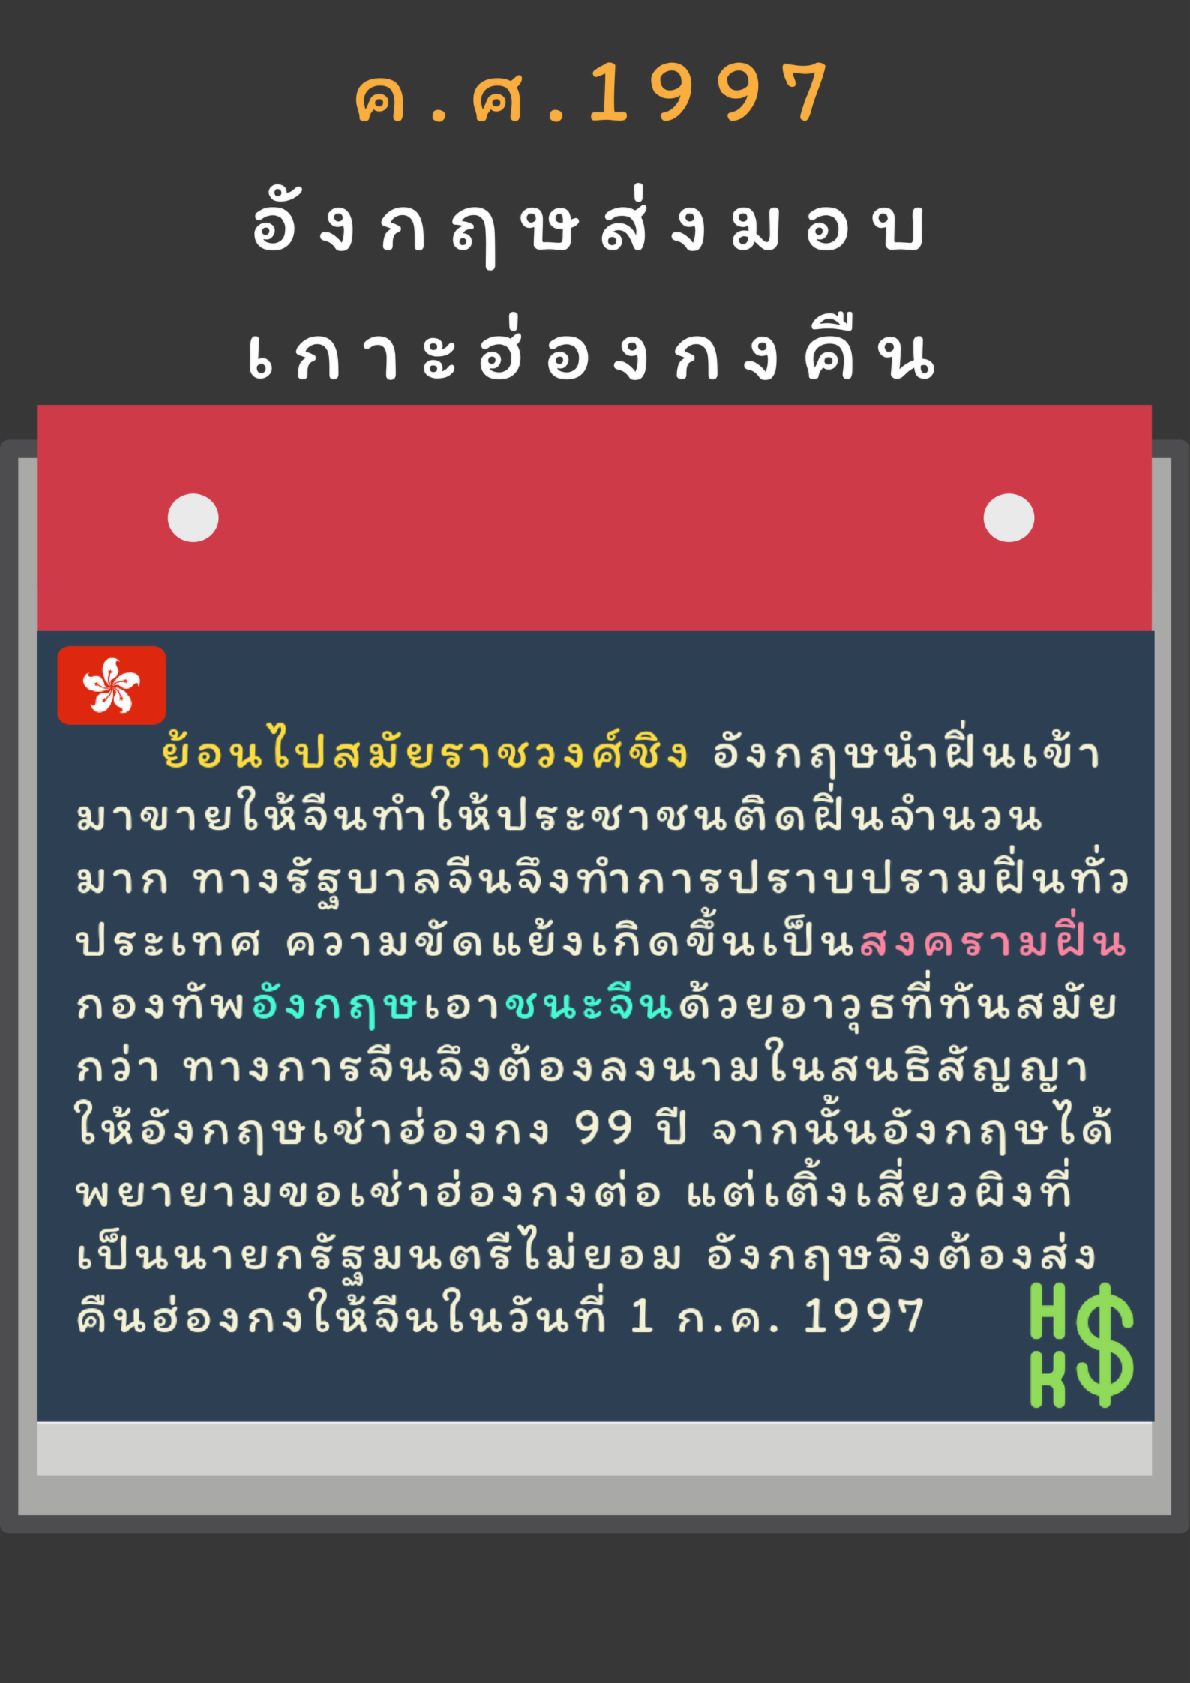 ค.ศ.1997
อังกฤษส่งมอบ
เกาะฮ่องกงคืน
ย้อนไปสมัยราชวงศ์ชิง อังกฤษนำฝิ่นเข้า
มาขายให้จีนทำให้ประชาชนติดฝิ่นจำนวน
มาก ทางรัฐบาลจีนจึงทำการปราบปรามฝิ่นทั่ว
ประเทศ ความขัดแย้งเกิดขึ้นเป็นสงครามฝิ่น
กองทัพอังกฤษเอาชนะจีนด้วยอาวุธที่ทันสมัย
กว่า ทางการจีนจึงต้องลงนามในสนธิสัญญา
ให้อังกฤษเช่าฮ่องกง 99 ปี จากนั้นอังกฤษได้
พยายามขอเช่าฮ่องกงต่อ แต่เติ้งเสี่ยวผิงที่
เป็นนายกรัฐมนตรีไม่ยอม อังกฤษจึงต้องส่ง
คืนฮ่องกงให้จีนในวันที่ 1 ก.ค. 1997
HK$